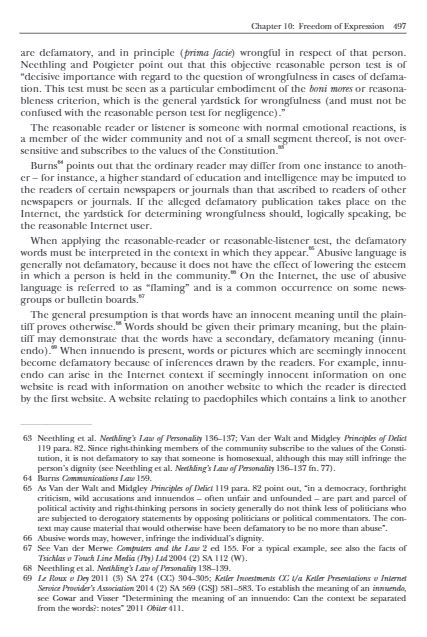 Chapter 10: Freedom of Expression 497
are defamatory, and in principle (prima facie) wrongful in respect of that person.
Neethling and Potgieter point out that this objective reasonable person test is of
“decisive importance with regard to the question of wrongfulness in cases of defama-
tion. This test must be seen as a particular embodiment of the boni mores or reasona-
bleness criterion, which is the general yardstick for wrongfulness (and must not be
confused with the reasonable person test for negligence).”
The reasonable reader or listener is someone with normal emotional reactions, is
a member of the wider community and not of a small segment thereof, is not over-
sensitive and subscribes to the values of the Constitution.63
Burns64 points out that the ordinary reader may differ from one instance to anoth-
er – for instance, a higher standard of education and intelligence may be imputed to
the readers of certain newspapers or journals than that ascribed to readers of other
newspapers or journals. If the alleged defamatory publication takes place on the
Internet, the yardstick for determining wrongfulness should, logically speaking, be
the reasonable Internet user.
When applying the reasonable-reader or reasonable-listener test, the defamatory
words must be interpreted in the context in which they appear.65 Abusive language is
generally not defamatory, because it does not have the effect of lowering the esteem
in which a person is held in the community.66 On the Internet, the use of abusive
language is referred to as “flaming” and is a common occurrence on some news-
groups or bulletin boards.67
The general presumption is that words have an innocent meaning until the plain-
tiff proves otherwise.68 Words should be given their primary meaning, but the plain-
tiff may demonstrate that the words have a secondary, defamatory meaning (innu-
endo).69 When innuendo is present, words or pictures which are seemingly innocent
become defamatory because of inferences drawn by the readers. For example, innu-
endo can arise in the Internet context if seemingly innocent information on one
website is read with information on another website to which the reader is directed
by the first website. A website relating to paedophiles which contains a link to another
63 Neethling et al. Neethling’s Law of Personality 136–137; Van der Walt and Midgley Principles of Delict
119 para. 82. Since right-thinking members of the community subscribe to the values of the Consti-
tution, it is not defamatory to say that someone is homosexual, although this may still infringe the
person’s dignity (see Neethling et al. Neethling’s Law of Personality 136–137 fn. 77).
64 Burns Communications Law 159.
65 As Van der Walt and Midgley Principles of Delict 119 para. 82 point out, “in a democracy, forthright
criticism, wild accusations and innuendos – often unfair and unfounded – are part and parcel of
political activity and right-thinking persons in society generally do not think less of politicians who
are subjected to derogatory statements by opposing politicians or political commentators. The con-
text may cause material that would otherwise have been defamatory to be no more than abuse”.
66 Abusive words may, however, infringe the individual’s dignity.
67 See Van der Merwe Computers and the Law 2 ed 155. For a typical example, see also the facts of
Tsichlas v Touch Line Media (Pty) Ltd 2004 (2) SA 112 (W).
68 Neethling et al. Neethling’s Law of Personality 138–139.
69 Le Roux v Dey 2011 (3) SA 274 (CC) 304–305; Ketler Investments CC t/a Ketler Presentations v Internet
Service Provider’s Association 2014 (2) SA 569 (GSJ) 581–583. To establish the meaning of an innuendo,
see Gowar and Visser “Determining the meaning of an innuendo: Can the context be separated
from the words?: notes” 2011 Obiter 411.